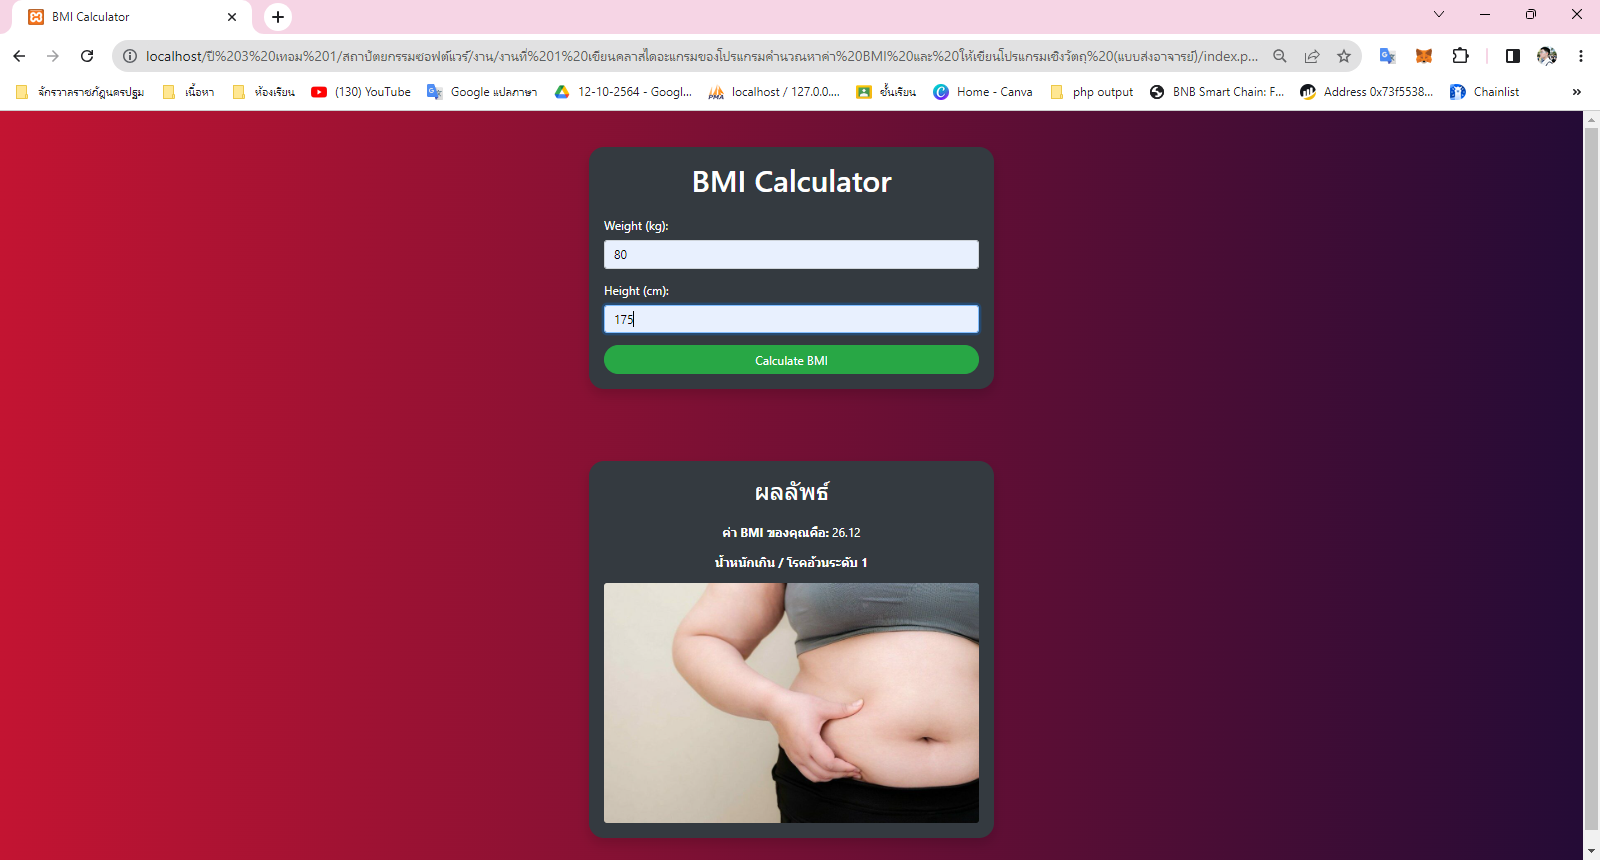 BMI Calculator
localhost/ปี%203%20เทอม%201/สถาปัตยกรรมซอฟต์แวร์/งาน/งานที่%201%20เขียนคลาสไดอะแกรมของโปรแกรมคำนวณหาค่า%20BMI%20และ%20ให้เขียนโปรแกรมเชิงวัตถุ%20(แบบส่งอาจารย์)/index.p...
จักรวาลราชภัฏนครปฐม เนื้อหา ห้องเรียน (130) YouTube Google แปลภาษา 12-10-2564 - Googl... localhost / 127.0.0.... ชั้นเรียน Home - Canva php output BNB Smart Chain: F... Address 0x73f5538... Chainlist »
BMI Calculator
Weight (kg):
80
Height (cm):
175
Calculate BMI
ผลลัพธ์
ค่า BMI ของคุณคือ: 26.12
น้ำหนักเกิน / โรคอ้วนระดับ 1